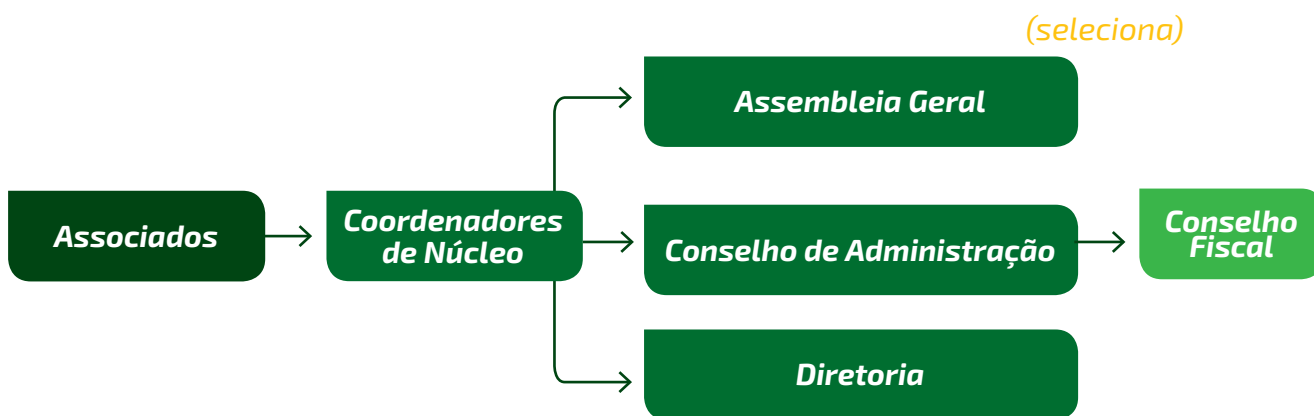 (seleciona)
Assembleia Geral
Associados
Coordenadores
de Núcleo
Conselho de Administração
Conselho
Fiscal
Diretoria